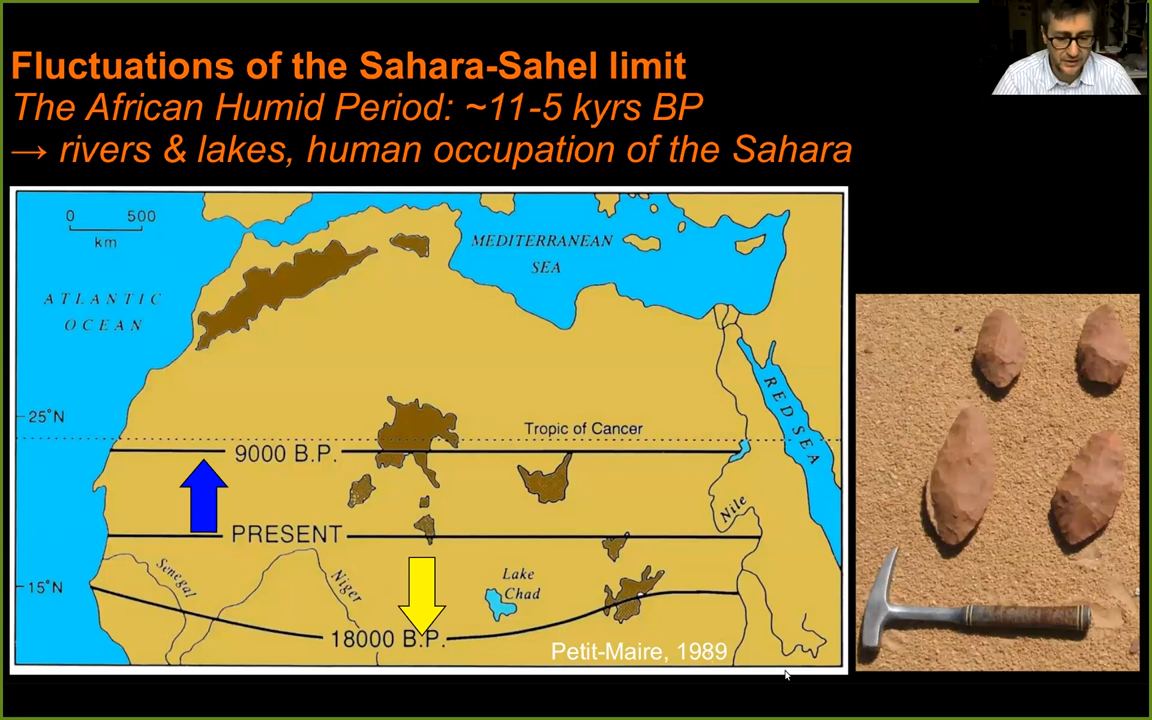 Fluctuations of the Sahara-Sahel limit
The African Humid Period: ~11-5 kyrs BP
→ rivers & lakes, human occupation of the Sahara
0 500
km
MEDITERRANEAN
SEA
ATLANTIC
OCEAN
RED SEA
25°N
Tropic of Cancer
9000 B.P.
Nile
PRESENT
Senegal
Niger
Lake
Chad
15°N
18000 B.P.
Petit-Maire, 1989